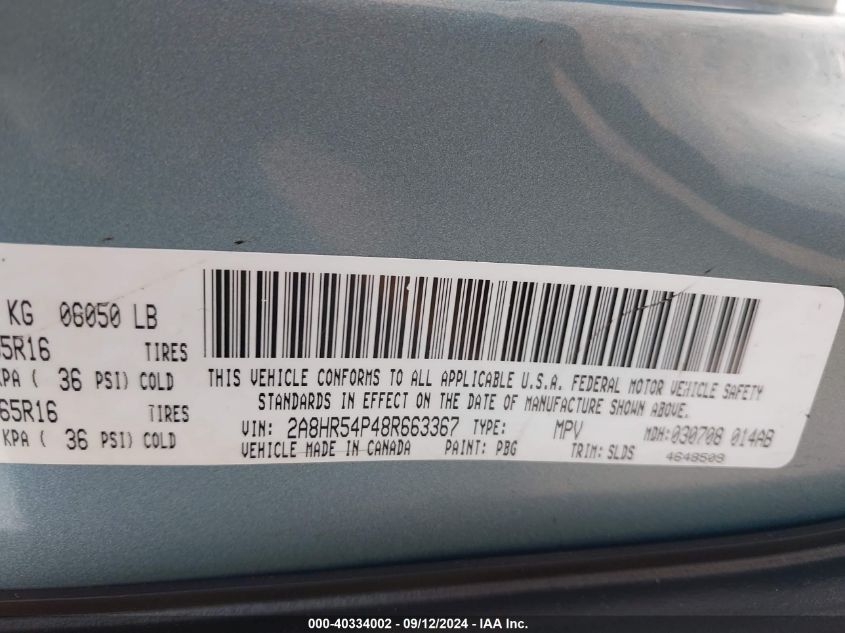 KG 06050 LB
5R16 TIRES
KPA ( 36 PSI) COLD
65R16 TIRES
KPA ( 36 PSI) COLD
THIS VEHICLE CONFORMS TO ALL APPLICABLE U.S.A. FEDERAL MOTOR VEHICLE SAFETY
STANDARDS IN EFFECT ON THE DATE OF MANUFACTURE SHOWN ABOVE.
VIN: 2A8HR54P48R663367 TYPE: MPV MDH:030708 014AB
VEHICLE MADE IN CANADA PAINT: PBG TRIM: SLDS 4648509
000-40334002 - 09/12/2024 - IAA Inc.